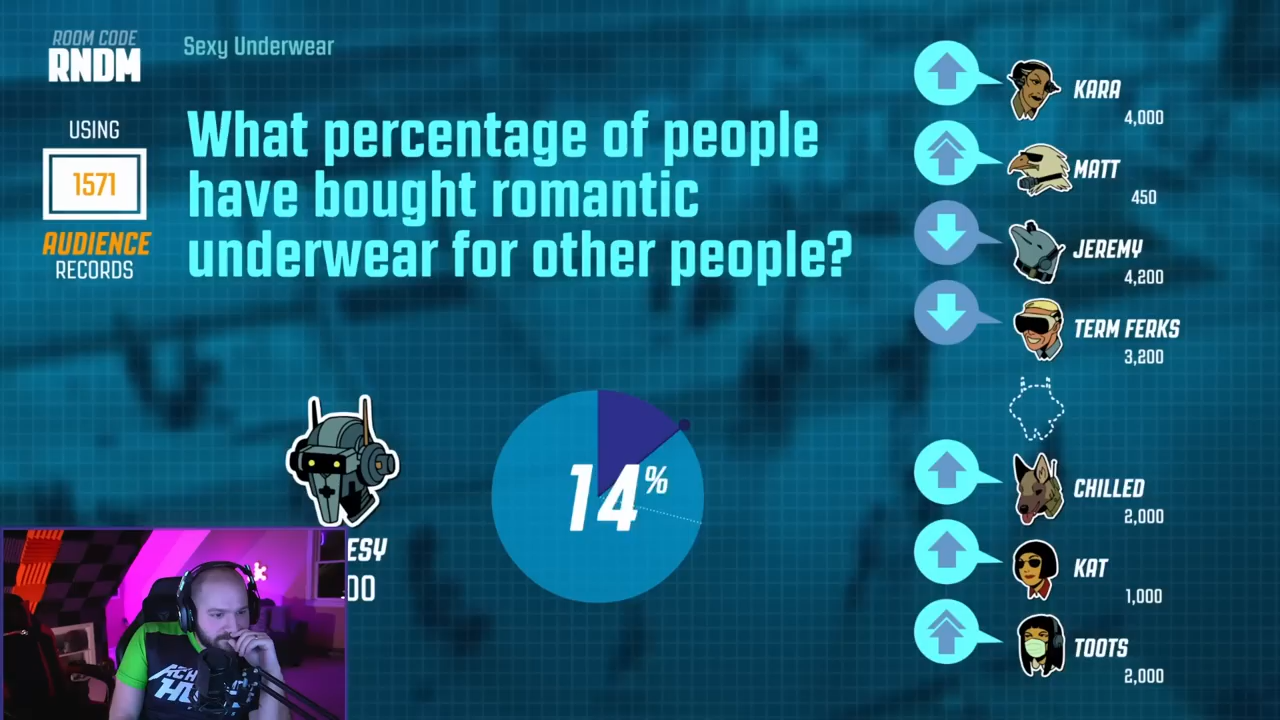 ROOM CODE
RNDM
Sexy Underwear
USING
1571
AUDIENCE
RECORDS
What percentage of people
have bought romantic
underwear for other people?
14%
ESY
00
KARA
4,000
MATT
450
JEREMY
4,200
TERM FERKS
3,200
CHILLED
2,000
KAT
1,000
TOOTS
2,000